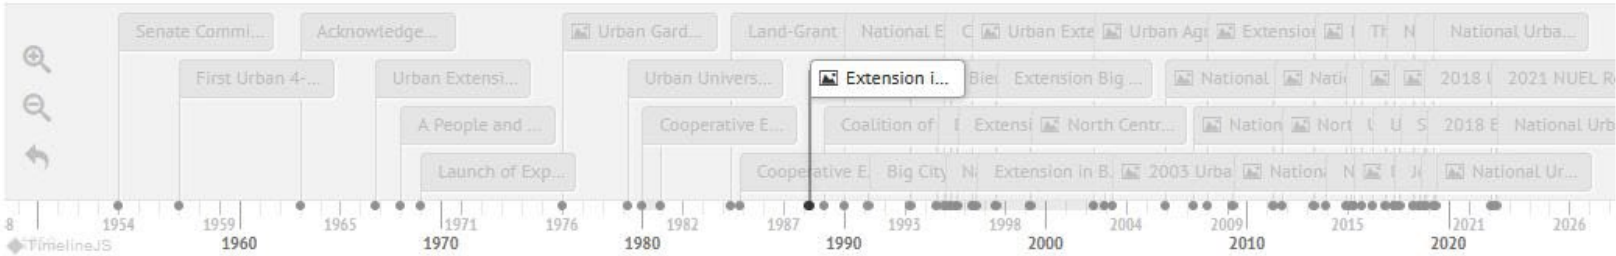 Senate Commi... Acknowledge... Urban Gard... Land-Grant National E C Urban Exte Urban Agi Extension Th N National Urba...
First Urban 4-... Urban Extensi... Urban Univers... Extension i... Bie Extension Big ... National Natio 2018 2021 NUEL R
A People and ... Cooperative E... Coalition of Extensi North Centr... Nation Nort U U S 2018 E National Urb
Launch of Exp... Cooperative E. Big City Na Extension in B. 2003 Urba Nation N National Ur...
8 1954 1959 1965 1971 1976 1982 1987 1995 1998 2004 2009 2015 2021 2026
TimelineJS 1960 1970 1980 1990 2000 2010 2020